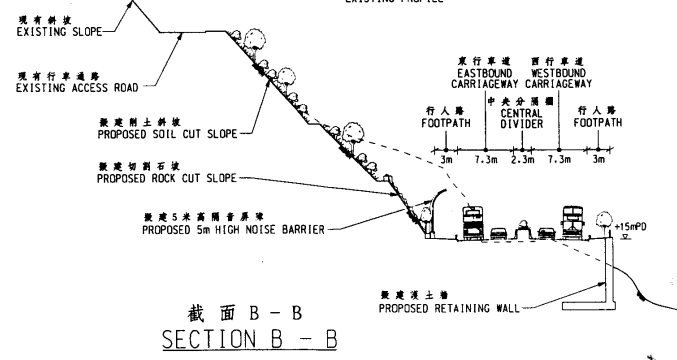 EXISTING PROFILE
現有斜坡
EXISTING SLOPE
現有行車通路
EXISTING ACCESS ROAD
擬建削土斜坡
PROPOSED SOIL CUT SLOPE
擬建切割石坡
PROPOSED ROCK CUT SLOPE
擬建5米高隔音屏障
PROPOSED 5m HIGH NOISE BARRIER
東行車道
EASTBOUND
CARRIAGEWAY
西行車道
WESTBOUND
CARRIAGEWAY
行人路
FOOTPATH
中央分隔欄
CENTRAL
DIVIDER
行人路
FOOTPATH
3m 7.3m 2.3m 7.3m 3m
+15mPD
擬建護土牆
PROPOSED RETAINING WALL
截面 B - B
SECTION B - B